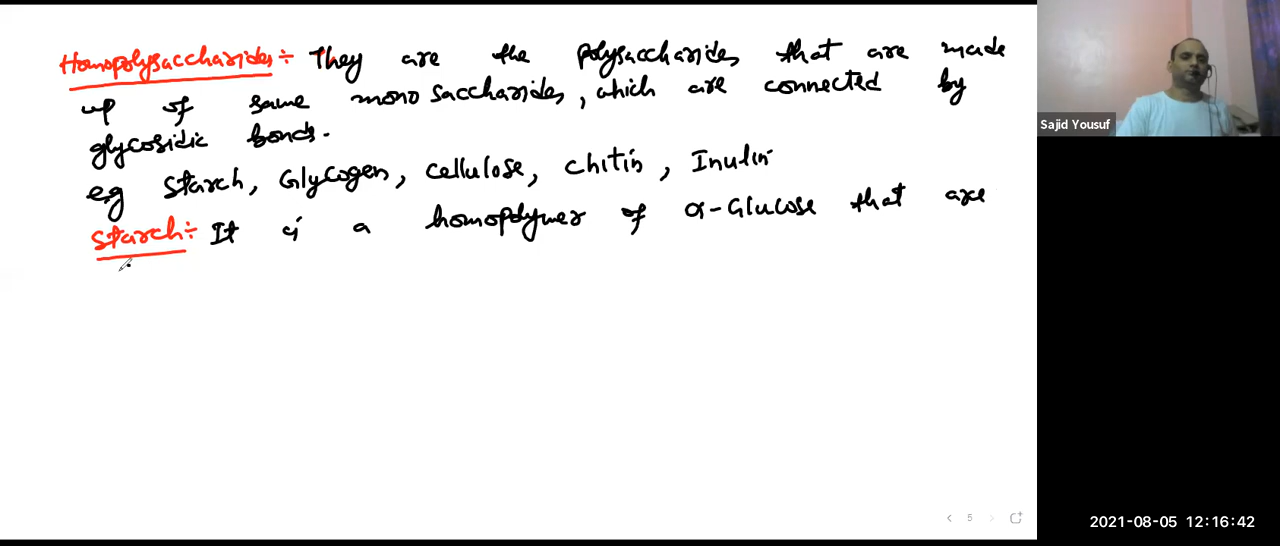 Homopolysaccharides÷ They are the polysaccharides that are made
up of same mono saccharides, which are connected by
glycosidic bonds.
e.g Starch, Glycogen, cellulose, chitin, Inulin
Starch÷ It is a homopolymer of α-Glucose that are
Sajid Yousuf
5
2021-08-05 12:16:42